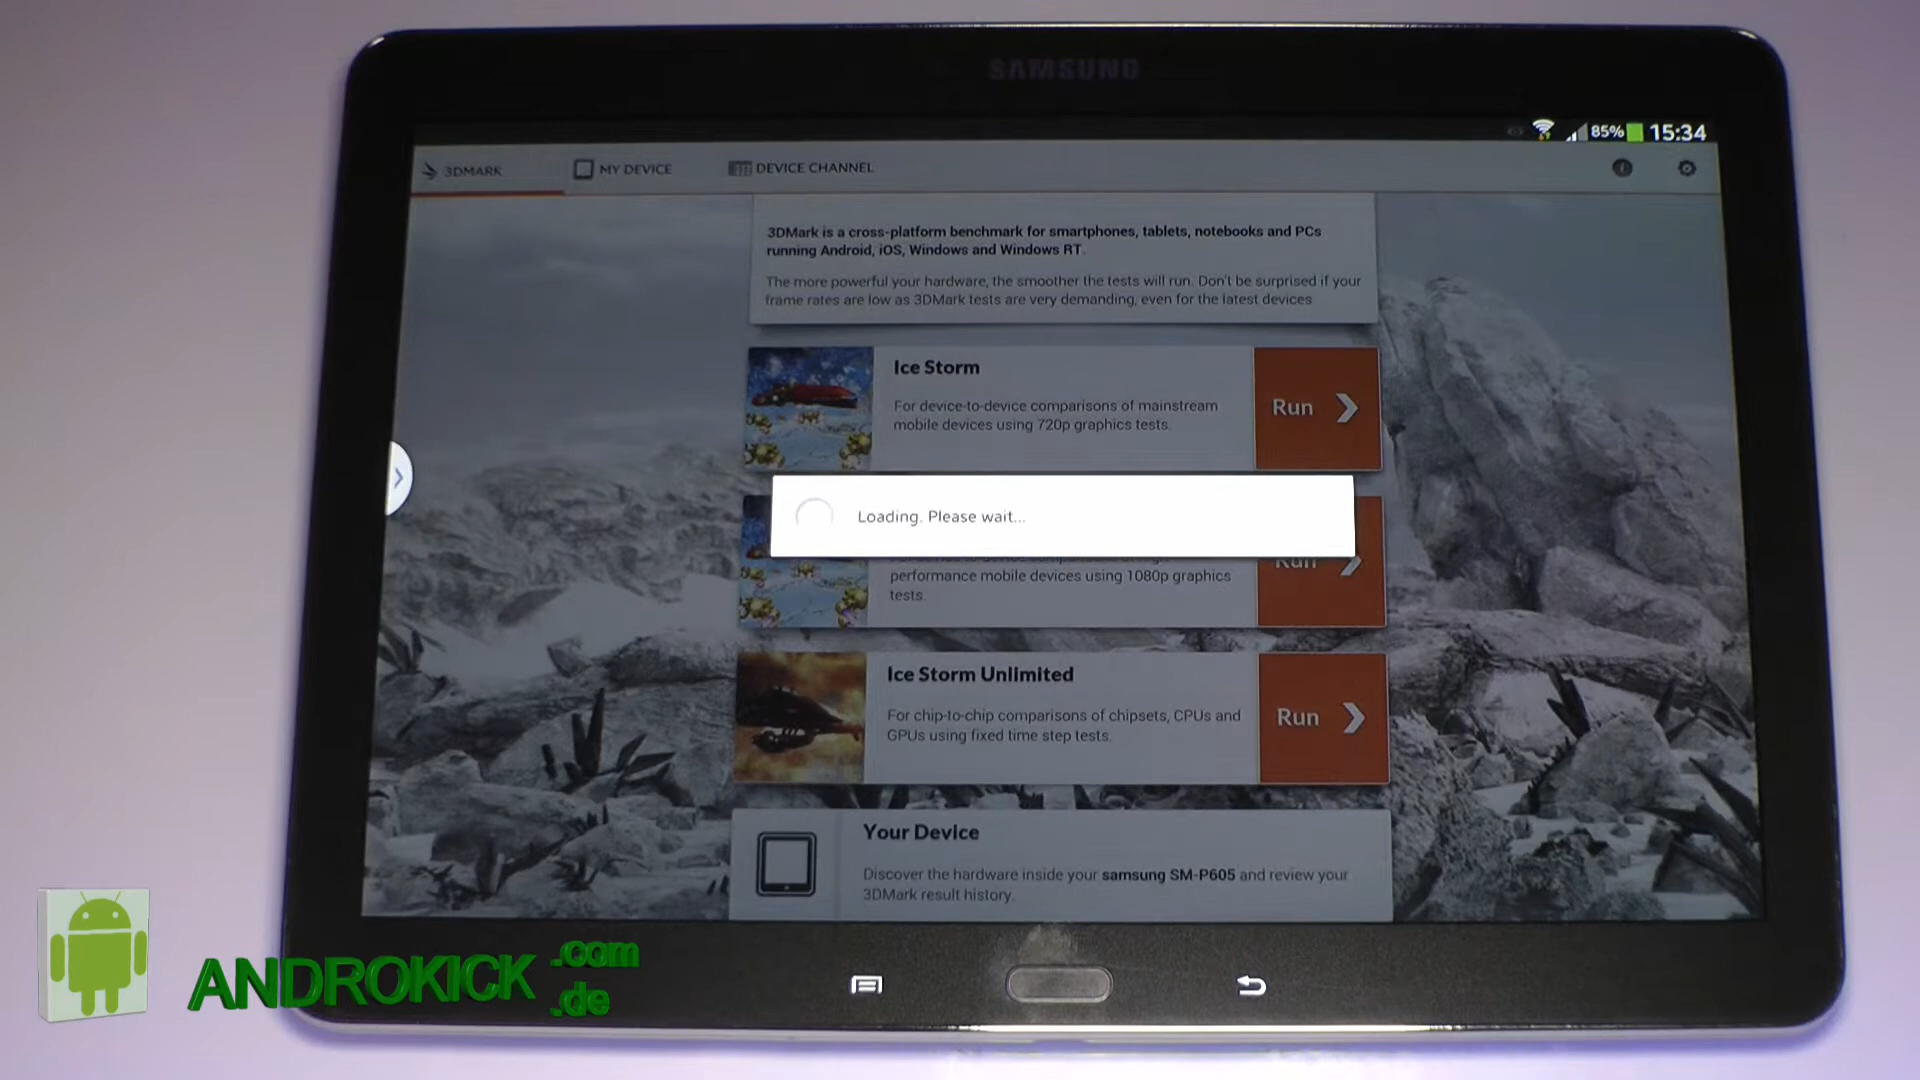 SAMSUNG
85% 15:34
3DMARK MY DEVICE DEVICE CHANNEL
3DMark is a cross-platform benchmark for smartphones, tablets, notebooks and PCs
running Android, iOS, Windows and Windows RT.
The more powerful your hardware, the smoother the tests will run. Don't be surprised if your
frame rates are low as 3DMark tests are very demanding, even for the latest devices
Ice Storm
For device-to-device comparisons of mainstream
mobile devices using 720p graphics tests.
Run
Loading. Please wait...
performance mobile devices using 1080p graphics
tests.
Run
Ice Storm Unlimited
For chip-to-chip comparisons of chipsets, CPUs and
GPUs using fixed time step tests.
Run
Your Device
Discover the hardware inside your samsung SM-P605 and review your
3DMark result history.
ANDROKICK .com
.de